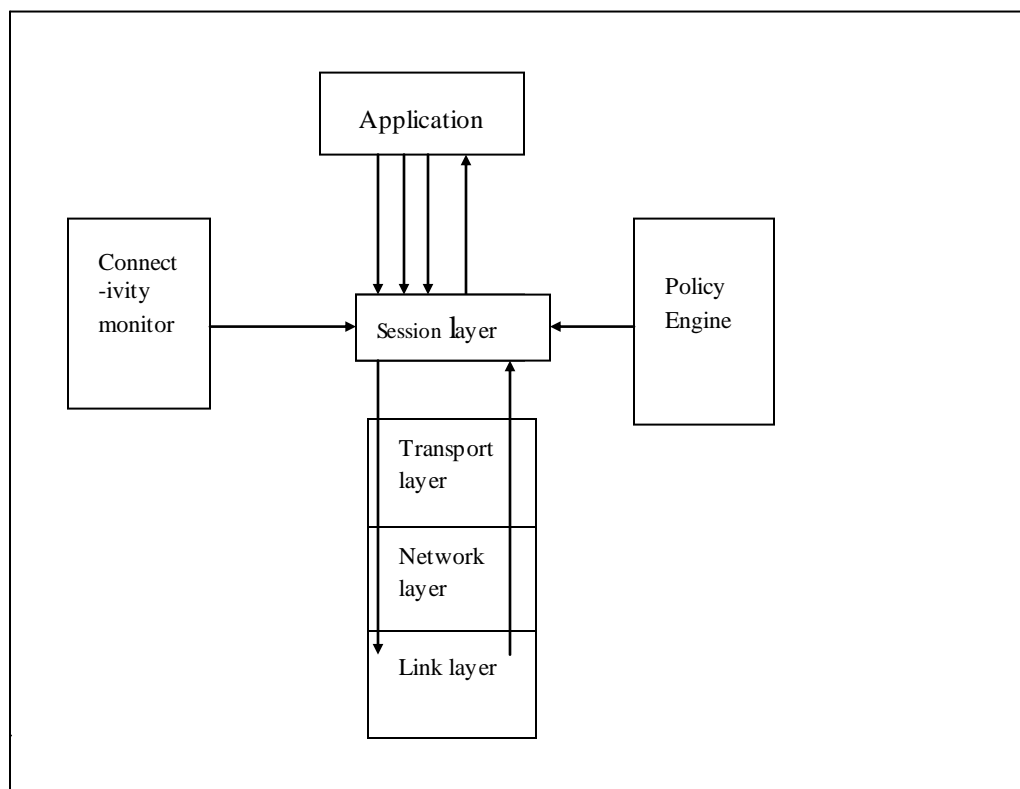 Application
Connect
-ivity
monitor
Session layer
Policy
Engine
Transport
layer
Network
layer
Link layer